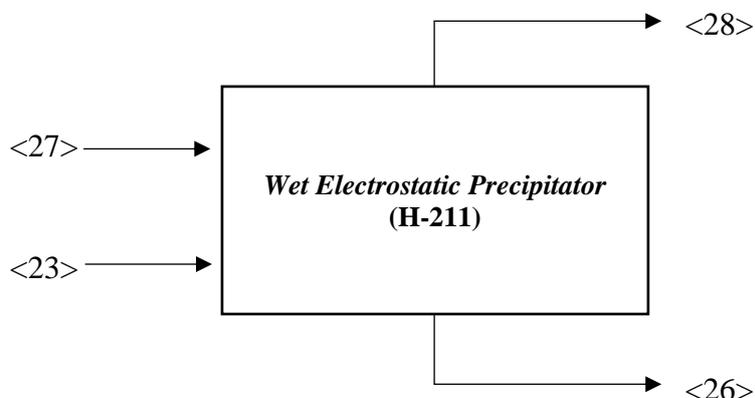 <28>
<27>
Wet Electrostatic Precipitator
(H-211)
<23>
<26>